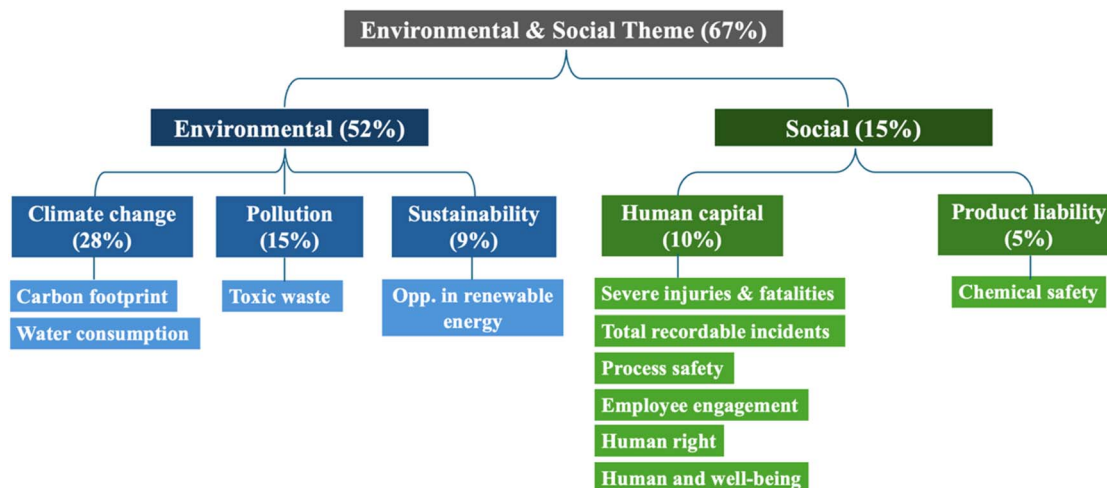 Environmental & Social Theme (67%)
Environmental (52%)
Social (15%)
Climate change
(28%)
Pollution
(15%)
Sustainability
(9%)
Human capital
(10%)
Product liability
(5%)
Carbon footprint
Water consumption
Toxic waste
Opp. in renewable
energy
Severe injuries & fatalities
Total recordable incidents
Process safety
Employee engagement
Human right
Human and well-being
Chemical safety